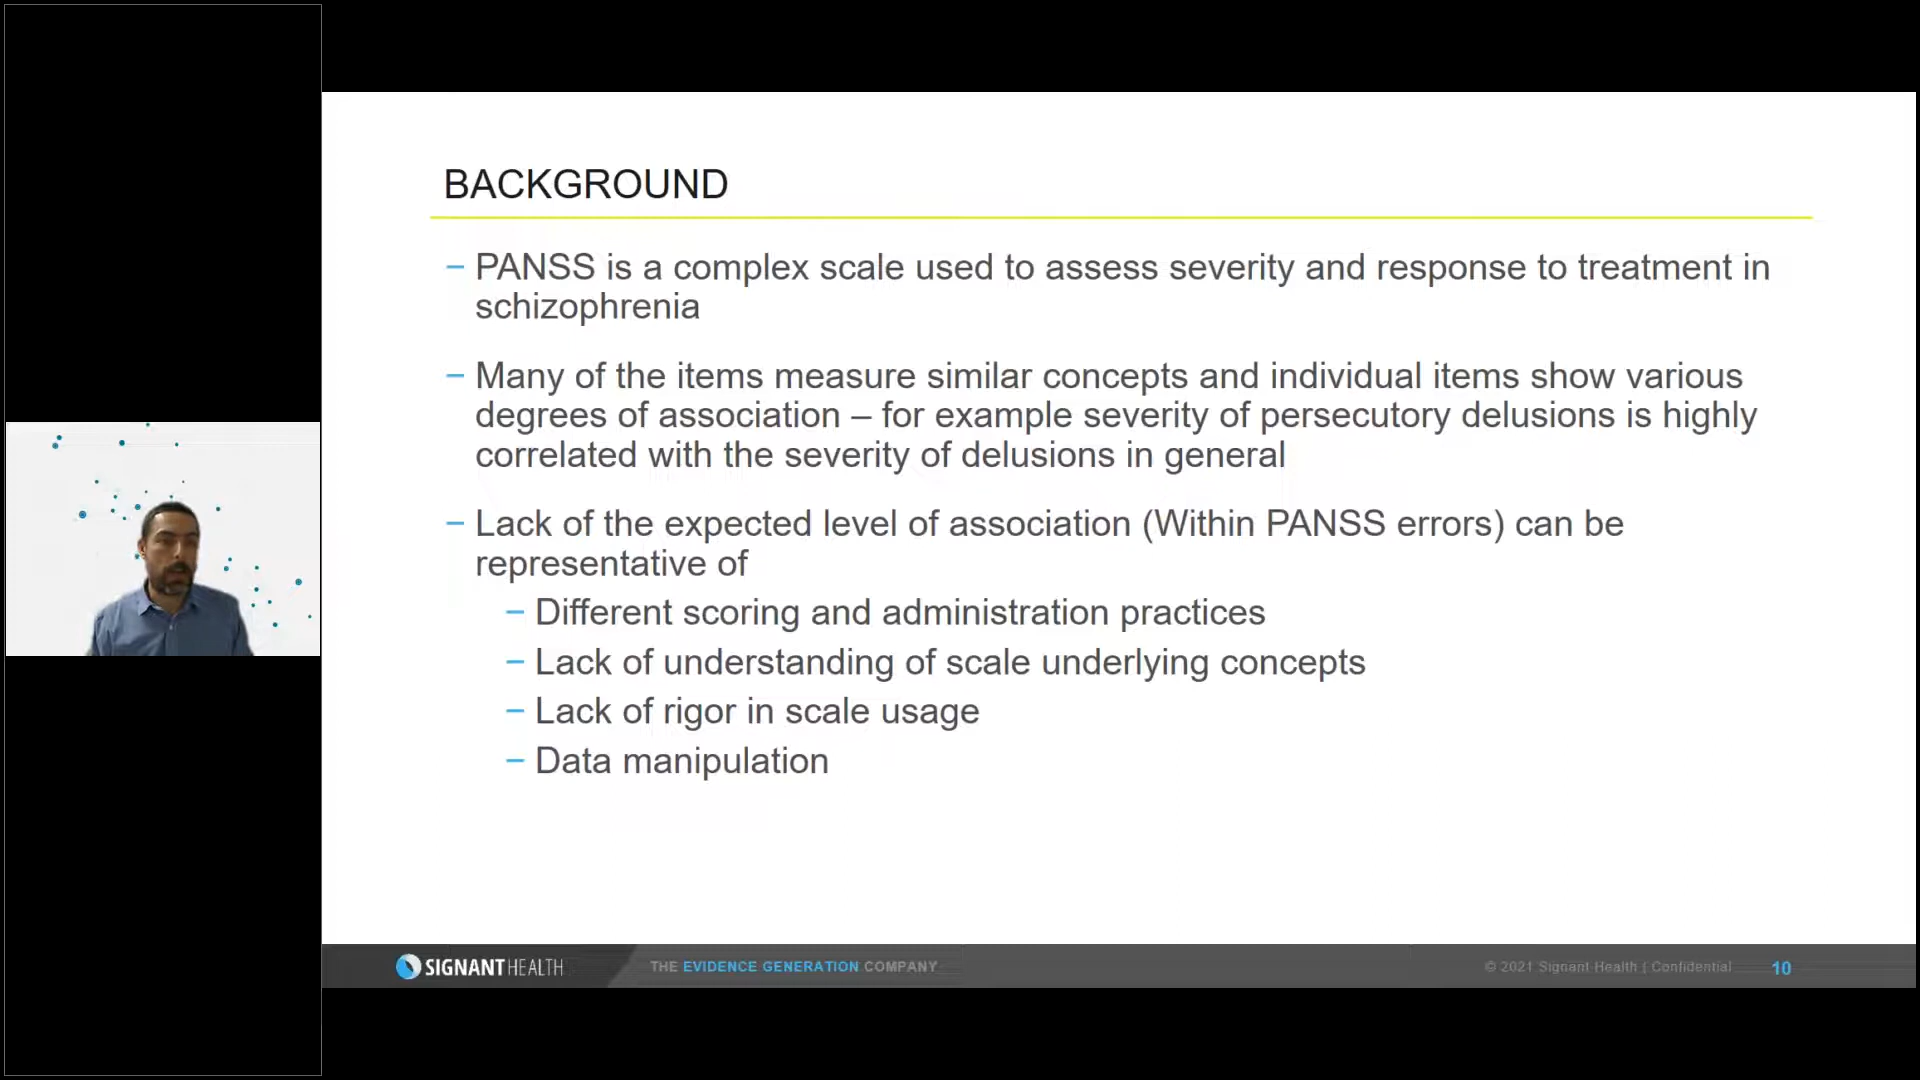 BACKGROUND
– PANSS is a complex scale used to assess severity and response to treatment in
schizophrenia
– Many of the items measure similar concepts and individual items show various
degrees of association – for example severity of persecutory delusions is highly
correlated with the severity of delusions in general
– Lack of the expected level of association (Within PANSS errors) can be
representative of
– Different scoring and administration practices
– Lack of understanding of scale underlying concepts
– Lack of rigor in scale usage
– Data manipulation
SIGNANT HEALTH
THE EVIDENCE GENERATION COMPANY
© 2021 Signant Health | Confidential
10